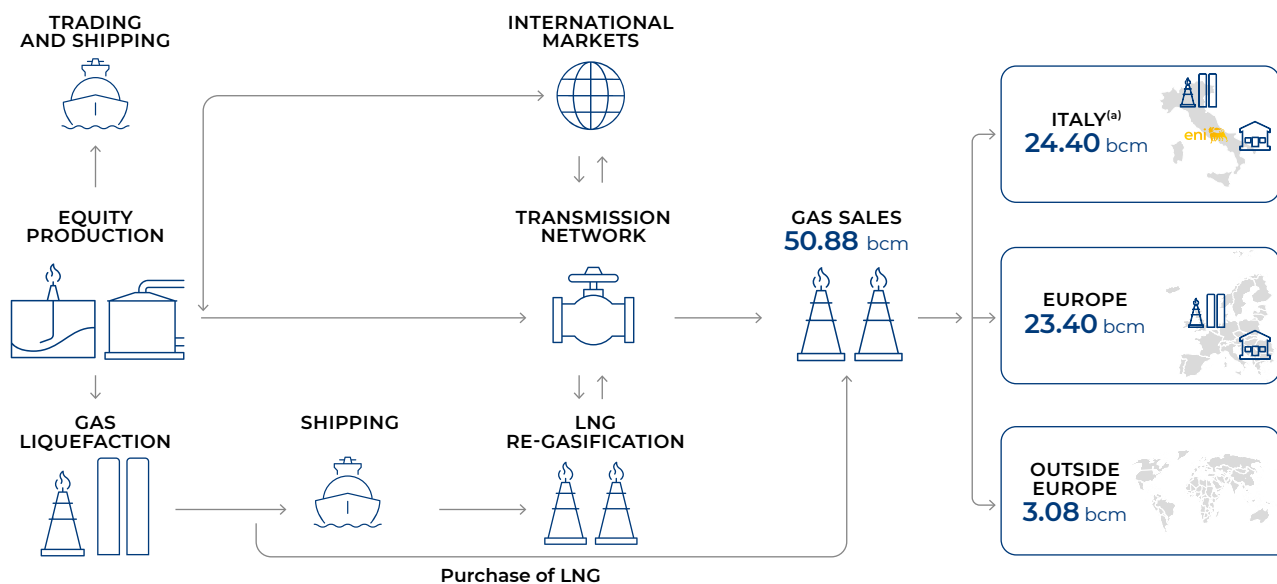 TRADING
AND SHIPPING
INTERNATIONAL
MARKETS
ITALY(a)
24.40 bcm
eni
EQUITY
PRODUCTION
TRANSMISSION
NETWORK
GAS SALES
50.88 bcm
EUROPE
23.40 bcm
GAS
LIQUEFACTION
SHIPPING
LNG
RE-GASIFICATION
OUTSIDE
EUROPE
3.08 bcm
Purchase of LNG